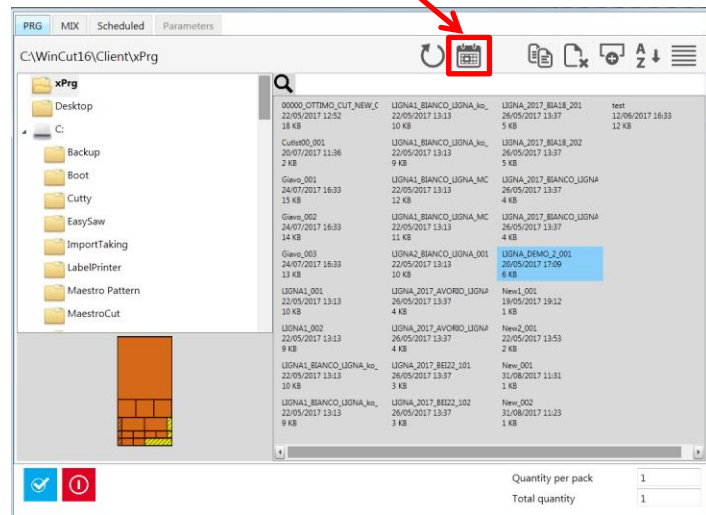 PRG MIX Scheduled Parameters
C:\WinCut16\Client\xPrg
A
Z
xPrg
Desktop
C:
Backup
Boot
Cutty
EasySaw
ImportTaking
LabelPrinter
Maestro Pattern
MaestroCut
00000_OTTIMO_CUT_NEW_C
22/05/2017 12:52
18 KB
Cutlist00_001
20/07/2017 11:36
2 KB
Giavo_001
24/07/2017 16:33
15 KB
Giavo_002
24/07/2017 16:33
14 KB
Giavo_003
24/07/2017 16:33
13 KB
LIGNA1_001
22/05/2017 13:13
10 KB
LIGNA1_002
22/05/2017 13:13
9 KB
LIGNA1_BIANCO_LIGNA_ko_
22/05/2017 13:13
10 KB
LIGNA1_BIANCO_LIGNA_ko_
22/05/2017 13:13
9 KB
LIGNA1_BIANCO_LIGNA_ko_
22/05/2017 13:13
10 KB
LIGNA1_BIANCO_LIGNA_ko_
22/05/2017 13:13
9 KB
LIGNA1_BIANCO_LIGNA_MC
22/05/2017 13:13
12 KB
LIGNA1_BIANCO_LIGNA_MC
22/05/2017 13:13
11 KB
LIGNA2_BIANCO_LIGNA_001
22/05/2017 13:13
10 KB
LIGNA_2017_AVORIO_LIGNA
26/05/2017 13:37
4 KB
LIGNA_2017_AVORIO_LIGNA
26/05/2017 13:37
4 KB
LIGNA_2017_BEI22_101
26/05/2017 13:37
3 KB
LIGNA_2017_BEI22_102
26/05/2017 13:37
3 KB
LIGNA_2017_BIA18_201
26/05/2017 13:37
5 KB
LIGNA_2017_BIA18_202
26/05/2017 13:37
5 KB
LIGNA_2017_BIANCO_LIGNA
26/05/2017 13:37
4 KB
LIGNA_2017_BIANCO_LIGNA
26/05/2017 13:37
4 KB
LIGNA_DEMO_2_001
20/05/2017 17:09
6 KB
New1_001
19/05/2017 19:12
1 KB
New2_001
22/05/2017 13:53
2 KB
New_001
31/08/2017 11:31
1 KB
New_002
31/08/2017 11:23
1 KB
test
12/06/2017 16:33
12 KB
Quantity per pack 1
Total quantity 1